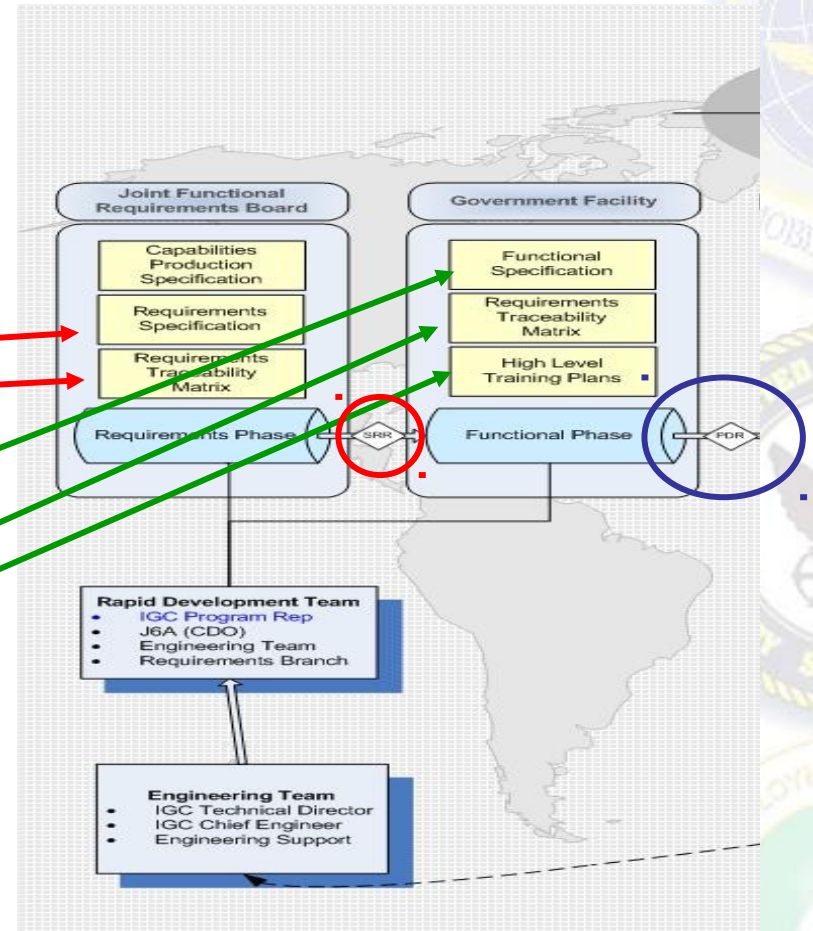 Joint Functional
Requirements Board
Capabilities
Production
Specification
Requirements
Specification
Requirements
Traceability
Matrix
Requirements Phase
SRR
Government Facility
Functional
Specification
Requirements
Traceability
Matrix
High Level
Training Plans
Functional Phase
PDR
Rapid Development Team
• IGC Program Rep
• J6A (CDO)
• Engineering Team
• Requirements Branch
Engineering Team
• IGC Technical Director
• IGC Chief Engineer
• Engineering Support